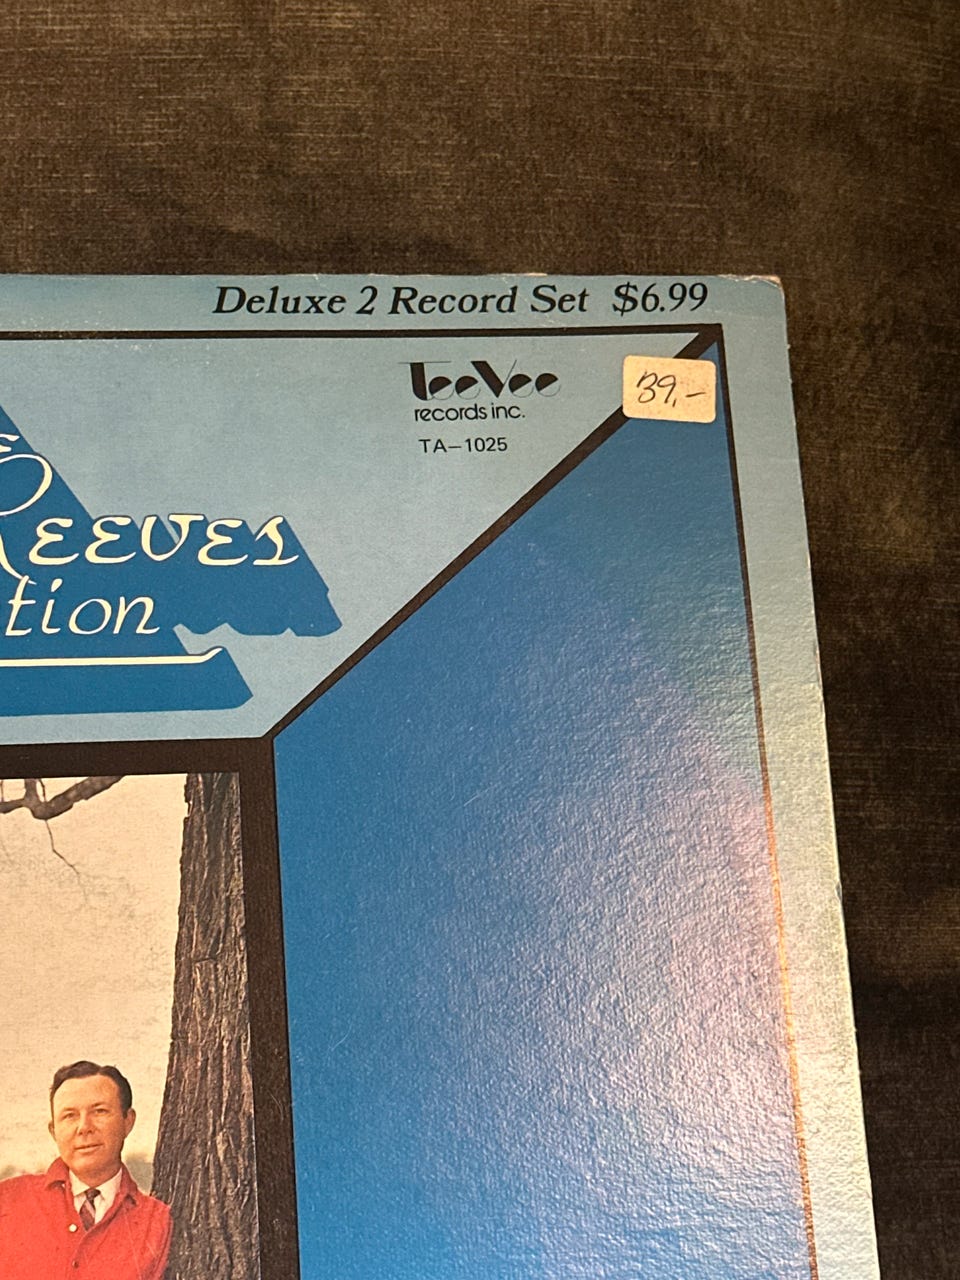 Deluxe 2 Record Set $6.99
TeeVee
records inc.
TA-1025
39,-
REEVES
tion